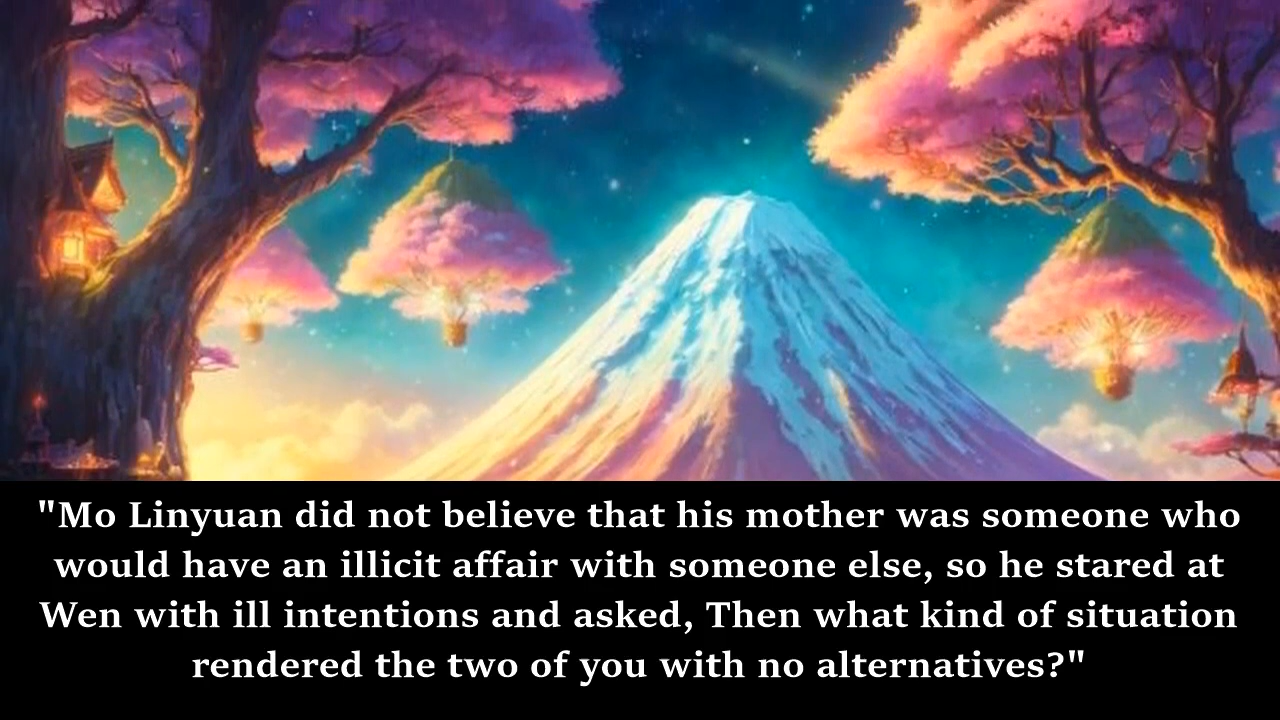 "Mo Linyuan did not believe that his mother was someone who
would have an illicit affair with someone else, so he stared at
Wen with ill intentions and asked, Then what kind of situation
rendered the two of you with no alternatives?"